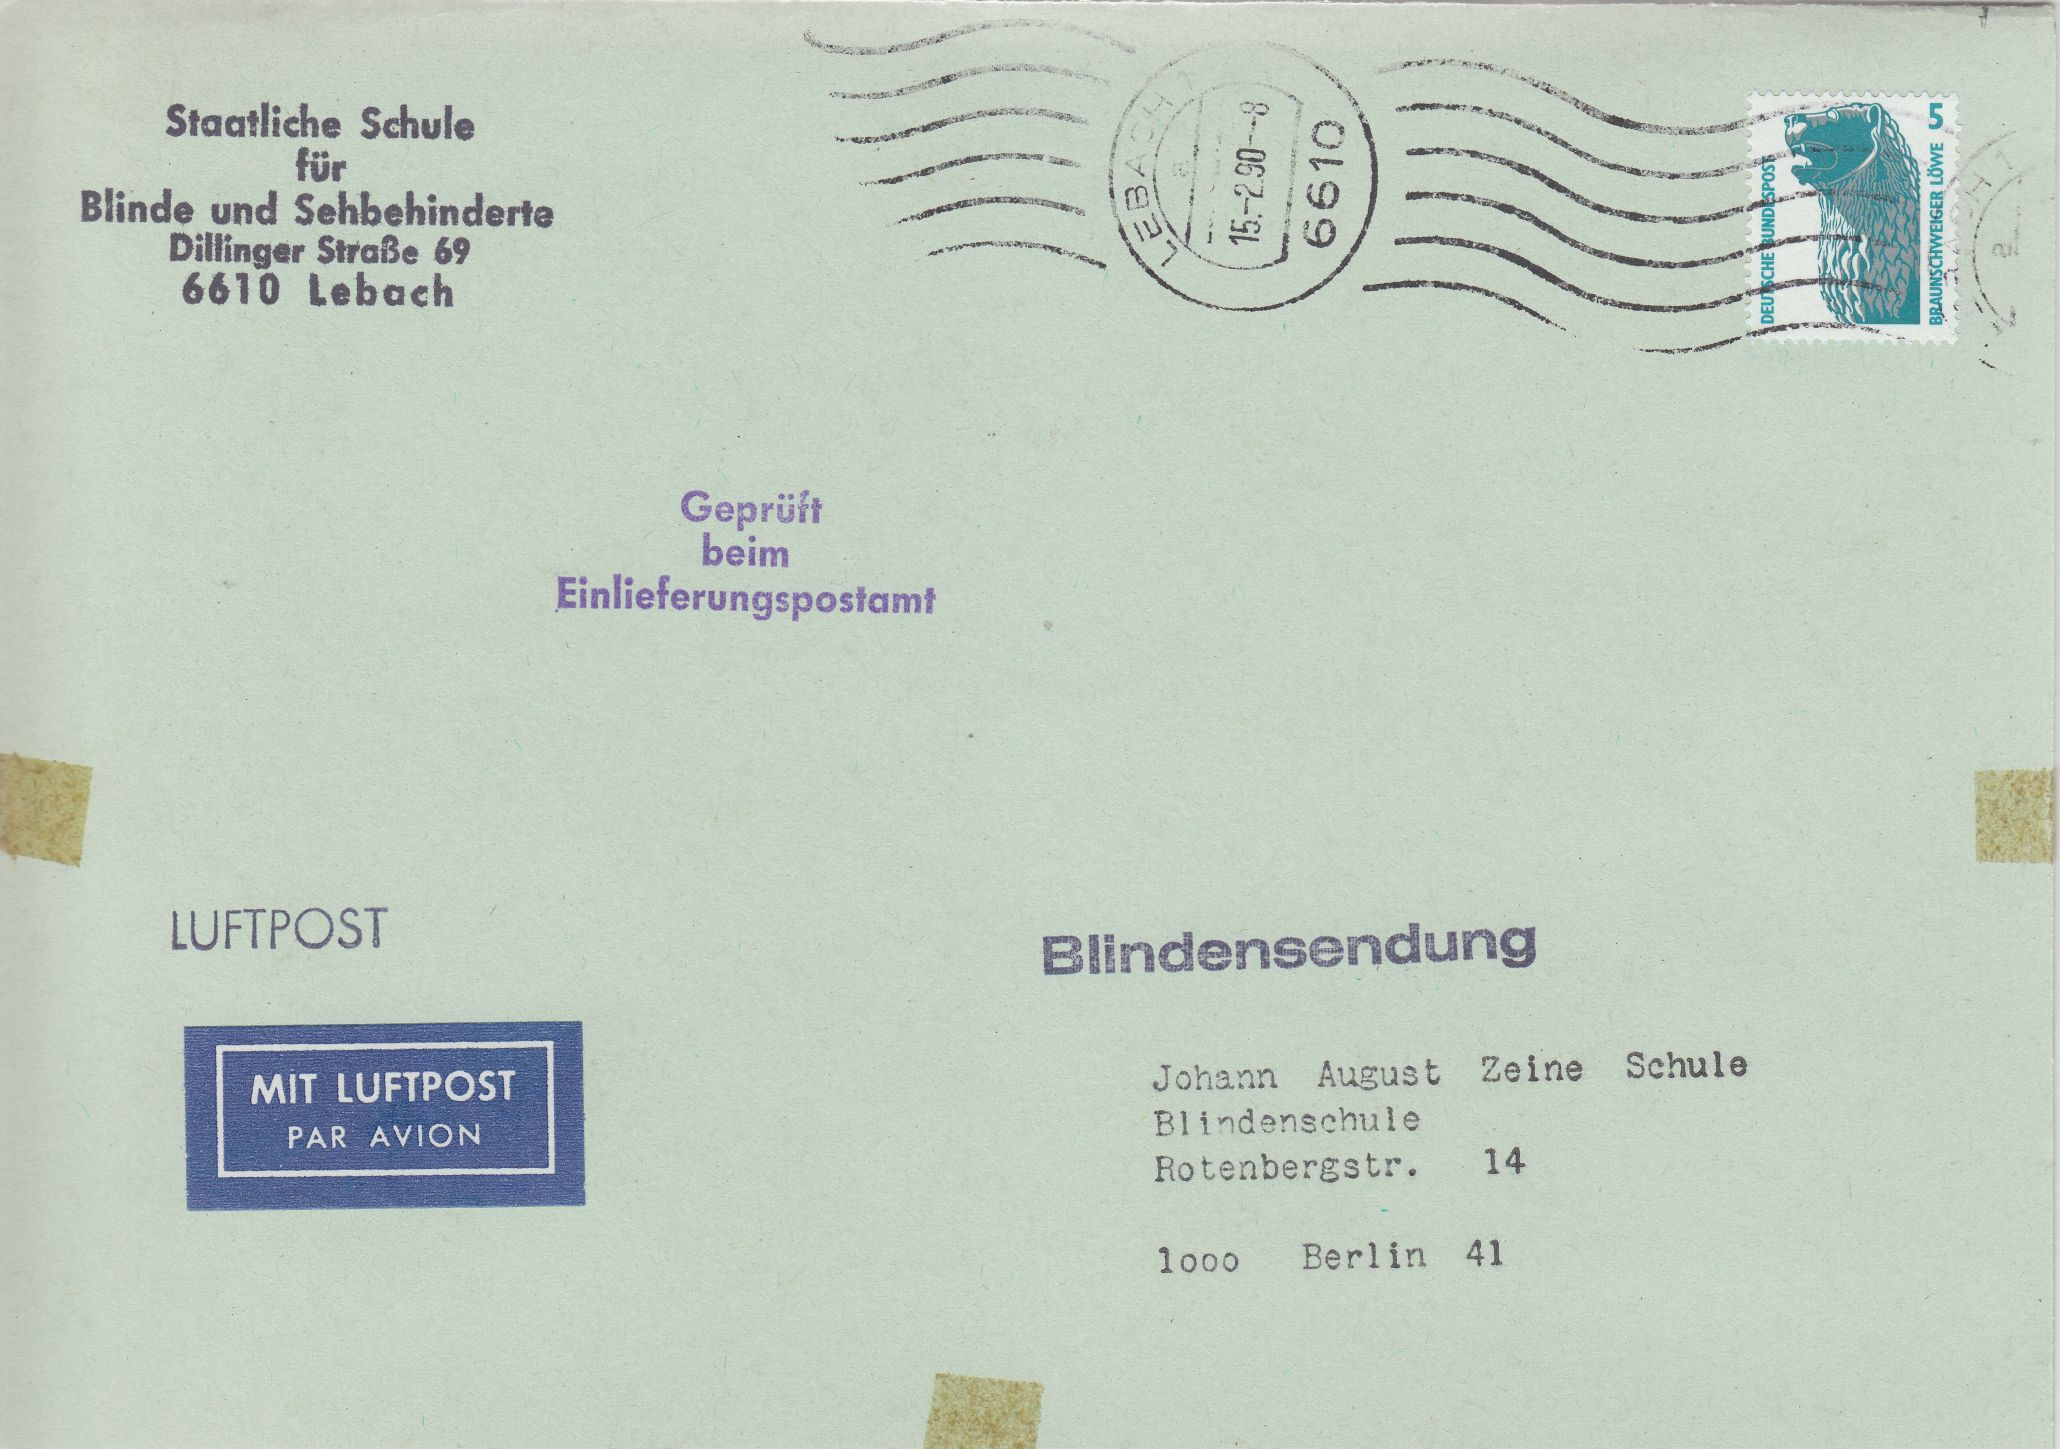 Staatliche Schule
für
Blinde und Sehbehinderte
Dillinger Straße 69
6610 Lebach
LEBACH 1
a
15.-2.90--8
6610
5
DEUTSCHE BUNDESPOST
BRAUNSCHWEIGER LÖWE
Geprüft
beim
Einlieferungspostamt
LUFTPOST
MIT LUFTPOST
PAR AVION
Blindensendung
Johann August Zeine Schule
Blindenschule
Rotenbergstr. 14
1ooo Berlin 41